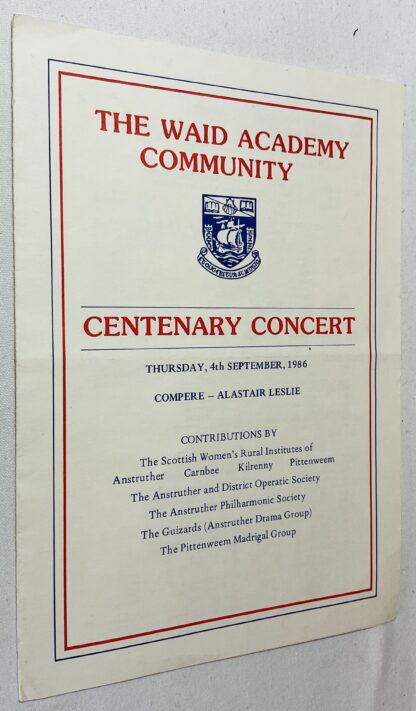 THE WAID ACADEMY
COMMUNITY
CENTENARY CONCERT
THURSDAY, 4th SEPTEMBER, 1986
COMPERE – ALASTAIR LESLIE
CONTRIBUTIONS BY
The Scottish Women's Rural Institutes of
Anstruther Carnbee Kilrenny Pittenweem
The Anstruther and District Operatic Society
The Anstruther Philharmonic Society
The Guizards (Anstruther Drama Group)
The Pittenweem Madrigal Group